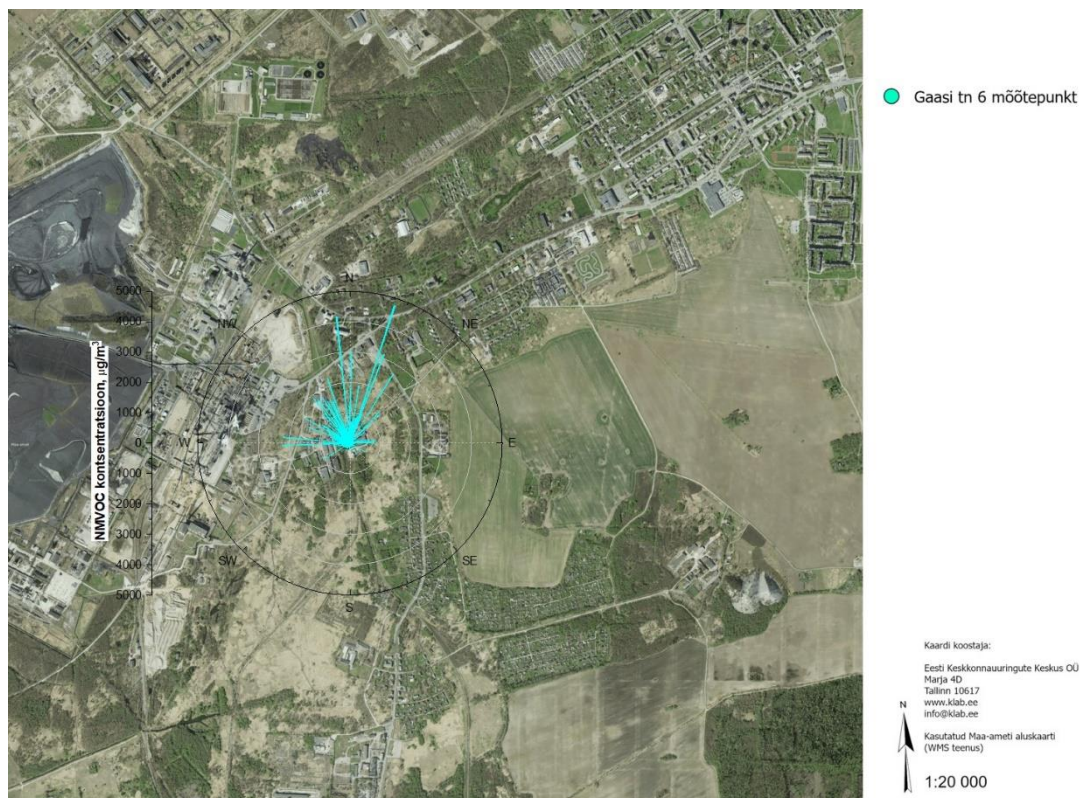 Gaasi tn 6 mõõtepunkt
N
NE
E
SE
S
SW
W
NW
5000
4000
3000
2000
1000
0
1000
2000
3000
4000
5000
NMVOC kontsentratsioon, µg/m³
Kaardi koostaja:
Eesti Keskkonnauuringute Keskus OÜ
Marja 4D
Tallinn 10617
www.klab.ee
info@klab.ee
Kasutatud Maa-ameti aluskaarti
(WMS teenus)
N
1:20 000